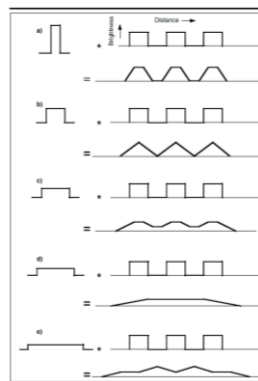 Distance
Brightness
a)
*
=
b)
*
=
c)
*
=
d)
*
=
e)
*
=